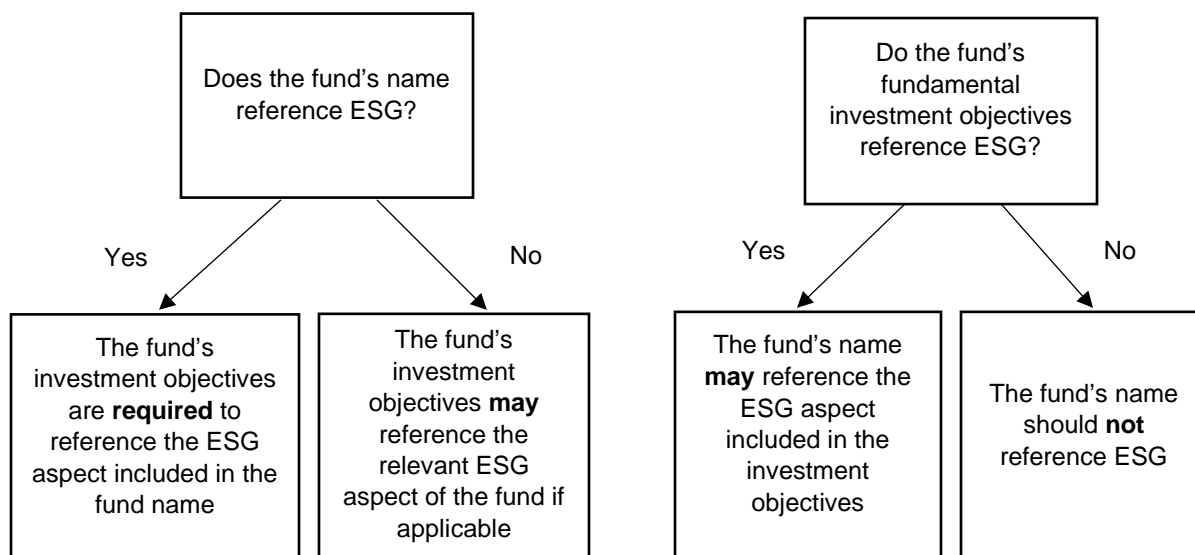 Does the fund’s name
reference ESG?
Yes
No
The fund’s
investment objectives
are required to
reference the ESG
aspect included in the
fund name
The fund’s
investment
objectives may
reference the
relevant ESG
aspect of the fund if
applicable
Do the fund’s
fundamental
investment objectives
reference ESG?
Yes
No
The fund’s name
may reference the
ESG aspect
included in the
investment
objectives
The fund’s name
should not
reference ESG